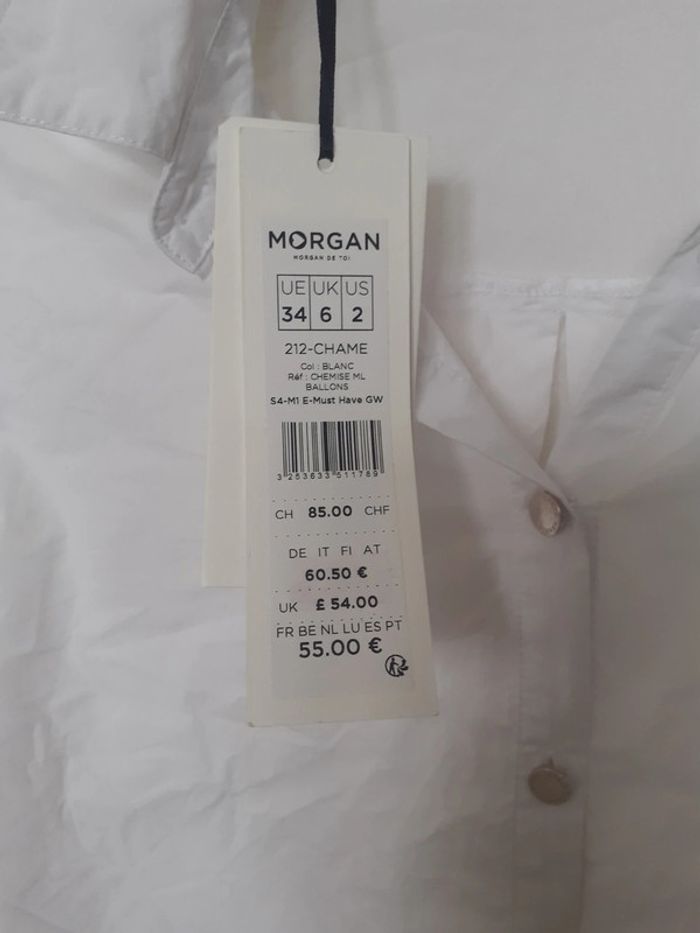 MORGAN
MORGAN DE TOI
UE UK US
34 6 2
212-CHAME
Col : BLANC
Réf : CHEMISE ML
BALLONS
S4-M1 E-Must Have GW
3253633511789
CH 85.00 CHF
DE IT FI AT
60.50 €
UK £ 54.00
FR BE NL LU ES PT
55.00 €